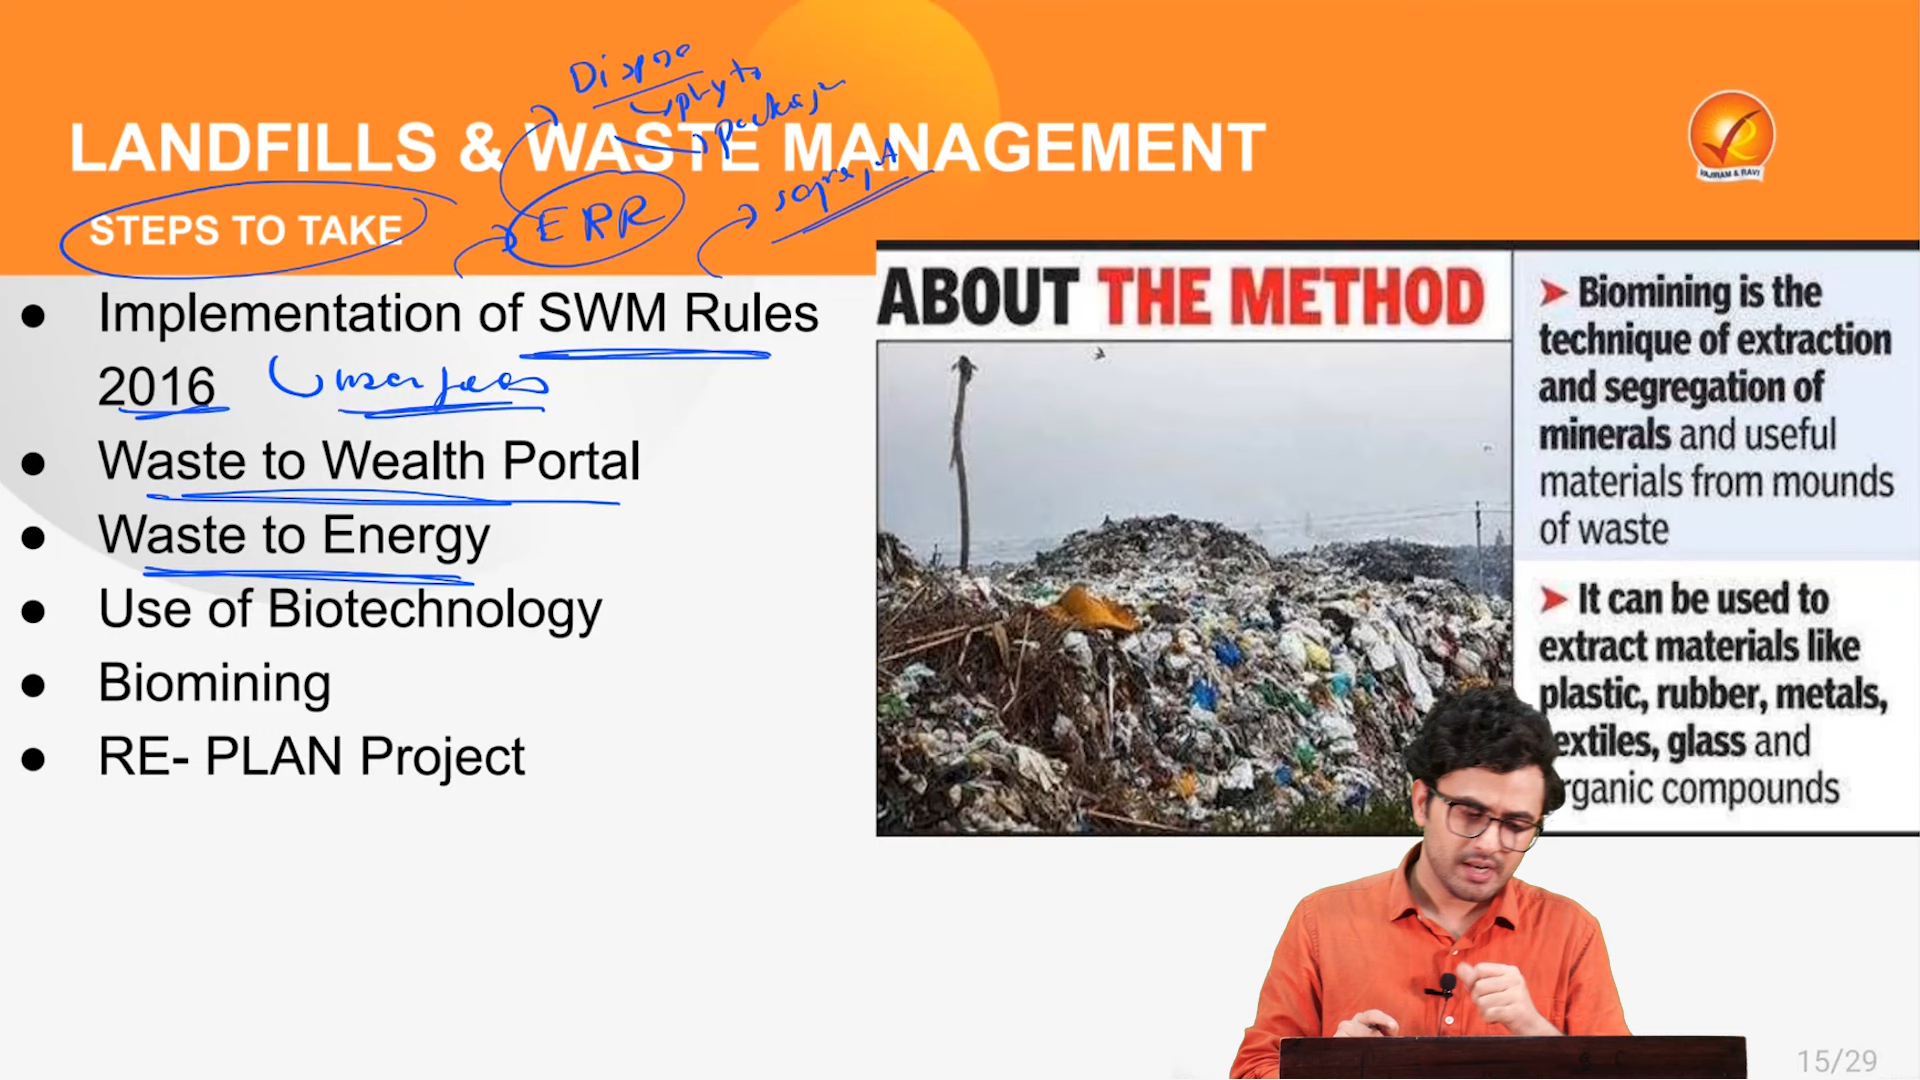 LANDFILLS & WASTE MANAGEMENT
STEPS TO TAKE
ERR
● Implementation of SWM Rules
2016
● Waste to Wealth Portal
● Waste to Energy
● Use of Biotechnology
● Biomining
● RE- PLAN Project
VAJIRAM & RAVI
ABOUT THE METHOD
➤ Biomining is the
technique of extraction
and segregation of
minerals and useful
materials from mounds
of waste
➤ It can be used to
extract materials like
plastic, rubber, metals,
extiles, glass and
rganic compounds
15/29